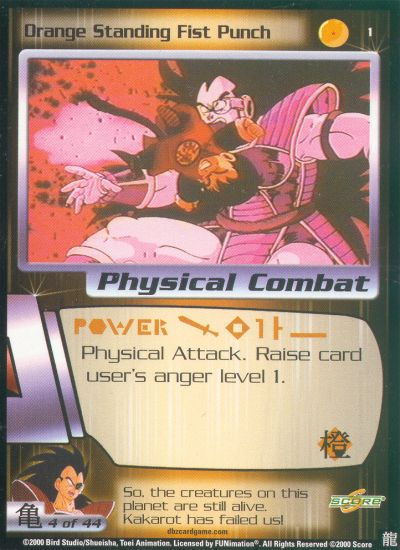 Orange Standing Fist Punch
1
Physical Combat
POWER
Physical Attack. Raise card
user's anger level 1.
橙
亀 4 of 44
So, the creatures on this
planet are still alive.
Kakarot has failed us!
dbzcardgame.com
SCORE
©2000 Bird Studio/Shueisha, Toei Animation. Licensed by FUNimation®. All Rights Reserved ©2000 Score
龍